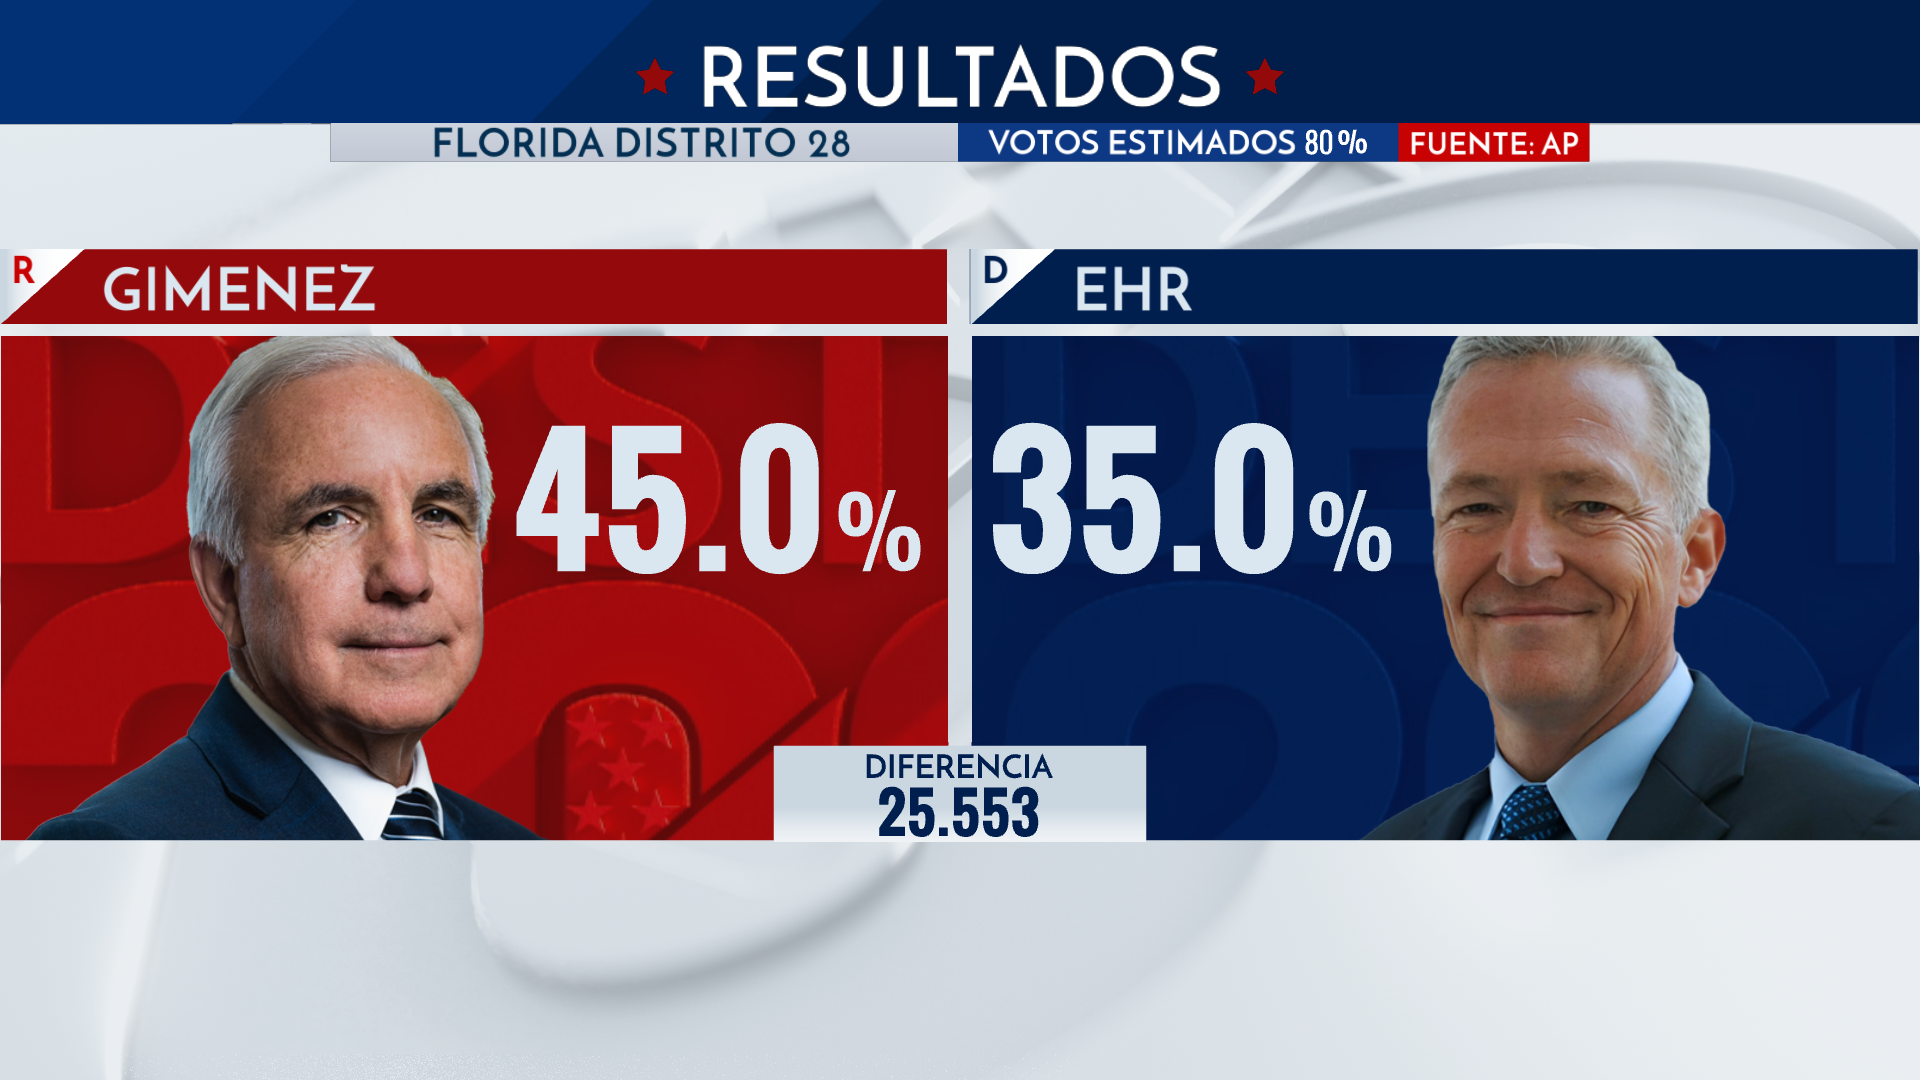 RESULTADOS
FLORIDA DISTRITO 28
VOTOS ESTIMADOS 80%
FUENTE: AP
R
GIMENEZ
D
EHR
45.0%
35.0%
DIFERENCIA
25.553